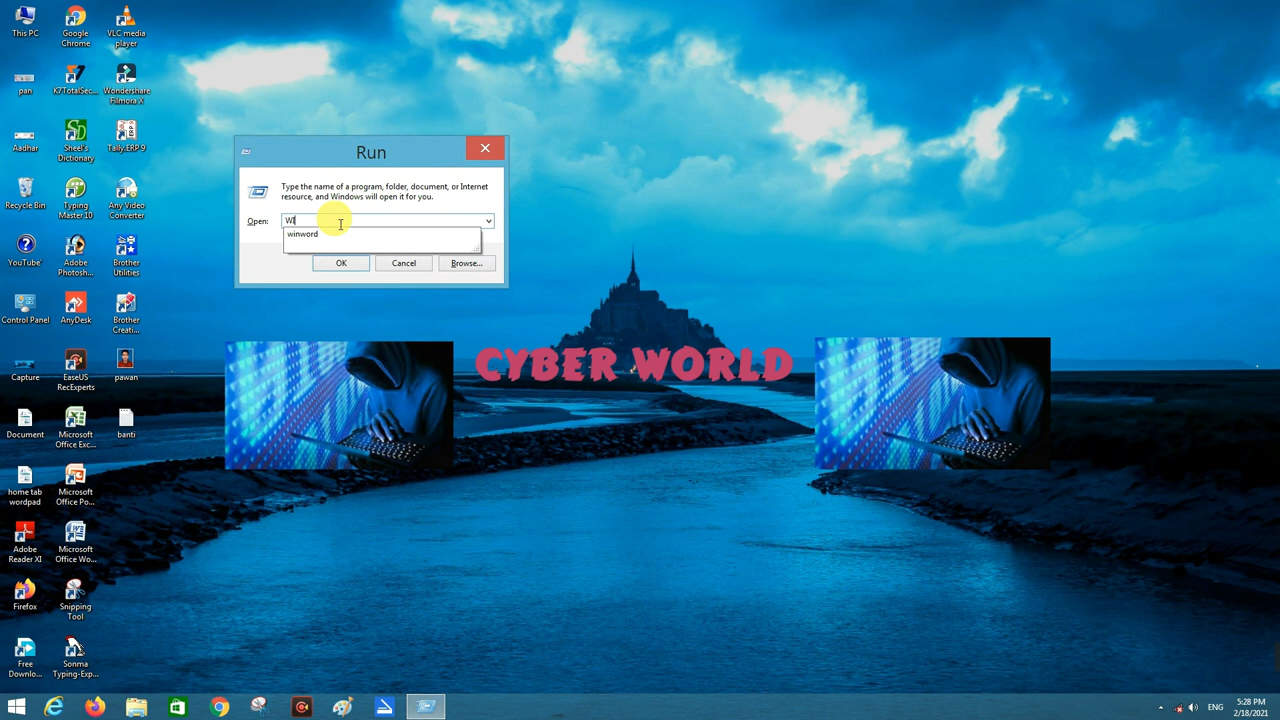 This PC
Google
Chrome
VLC media
player
pan
K7TotalSec...
Wondershare
Filmora X
Aadhar
Sheel's
Dictionary
Tally.ERP 9
Recycle Bin
Typing
Master 10
Any Video
Converter
YouTube'
Adobe
Photosh...
Brother
Utilities
Control Panel
AnyDesk
Brother
Creati...
Capture
EaseUS
RecExperts
pawan
Document
Microsoft
Office Exc...
banti
home tab
wordpad
Microsoft
Office Po...
Adobe
Reader XI
Microsoft
Office Wo...
Firefox
Snipping
Tool
Free
Downlo...
Sonma
Typing-Exp...
Run
Type the name of a program, folder, document, or Internet
resource, and Windows will open it for you.
Open:
WI
winword
OK
Cancel
Browse...
CYBER WORLD
ENG
5:28 PM
2/18/2021